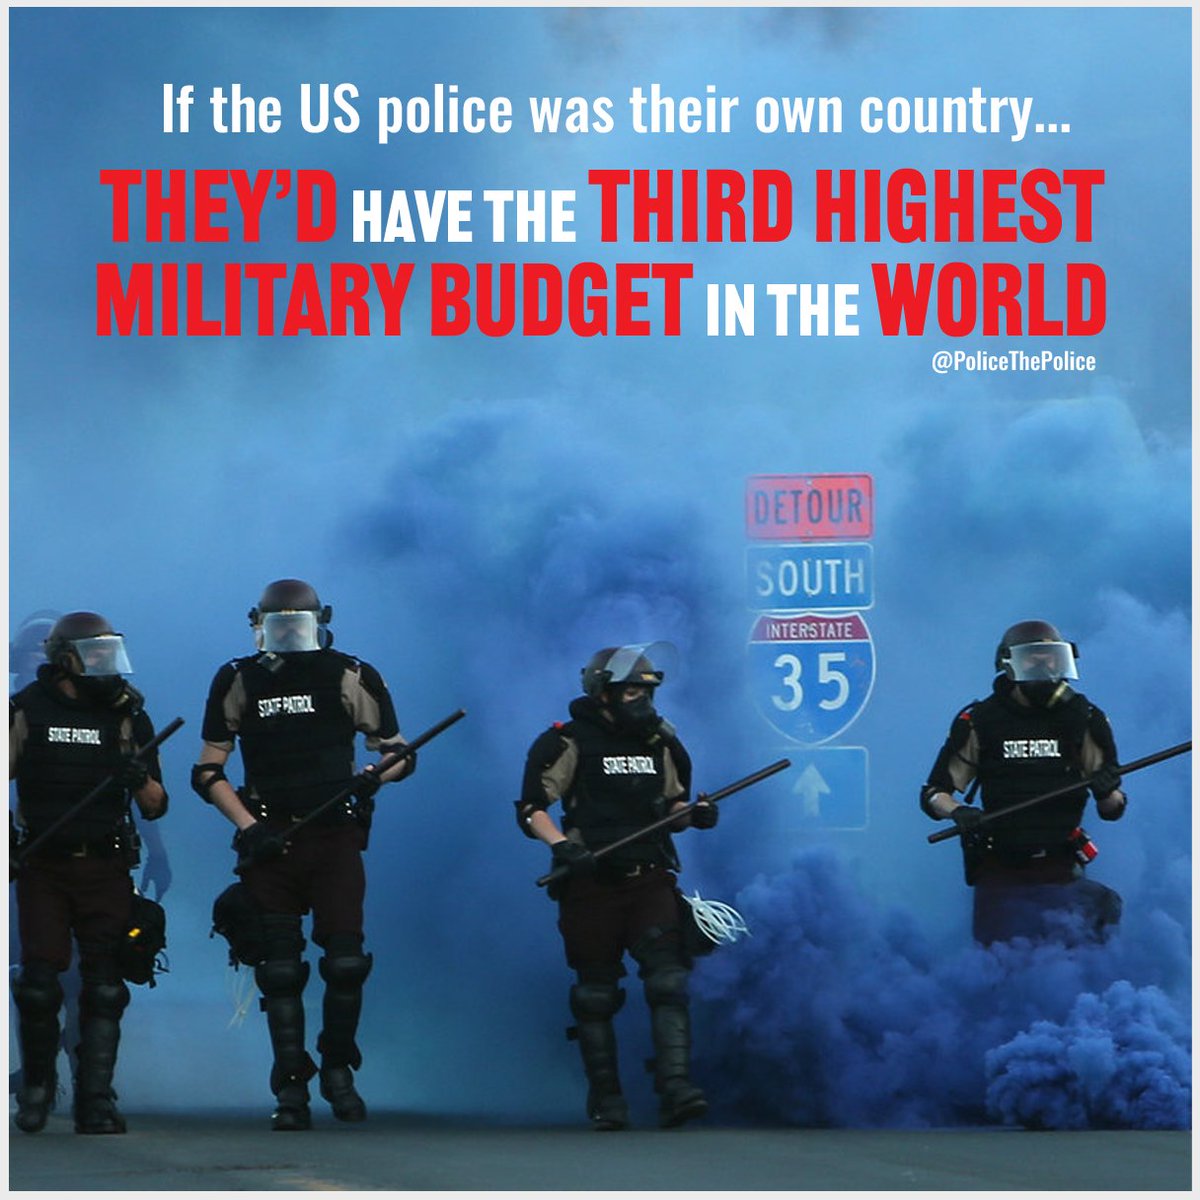 If the US police was their own country...
THEY'D HAVE THE THIRD HIGHEST
MILITARY BUDGET IN THE WORLD
@PoliceThePolice
DETOUR
SOUTH
INTERSTATE
35
STATE PATROL
STATE PATROL
STATE PATROL
STATE PATROL